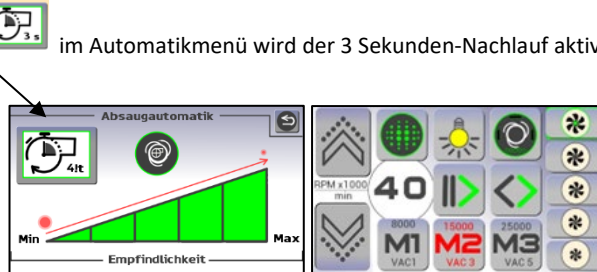 3 s
im Automatikmenü wird der 3 Sekunden-Nachlauf aktiv
Absaugautomatik
Min
Max
Empfindlichkeit
RPM x1000
min
40
8000
M1
VAC1
15000
M2
VAC 3
25000
M3
VAC 5